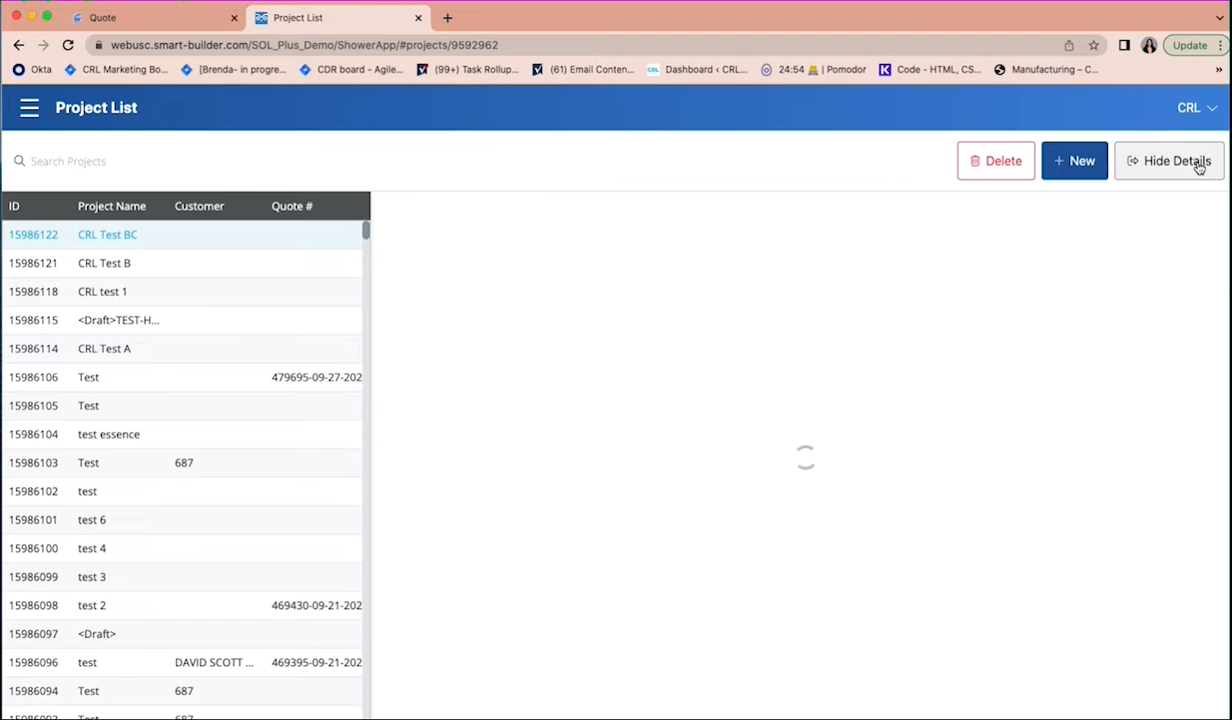 Quote
Project List
webusc.smart-builder.com/SOL_Plus_Demo/ShowerApp/#projects/9592962
Update
Okta
CRL Marketing Bo...
[Brenda- in progre...
CDR board - Agile...
(99+) Task Rollup...
(61) Email Conten...
Dashboard ‹ CRL...
24:54 | Pomodor
Code - HTML, CS...
Manufacturing – C...
Project List
CRL
Search Projects
Delete
+ New
Hide Details
ID Project Name Customer Quote #
15986122 CRL Test BC
15986121 CRL Test B
15986118 CRL test 1
15986115 <Draft>TEST-H...
15986114 CRL Test A
15986106 Test 479695-09-27-202
15986105 Test
15986104 test essence
15986103 Test 687
15986102 test
15986101 test 6
15986100 test 4
15986099 test 3
15986098 test 2 469430-09-21-202
15986097 <Draft>
15986096 test DAVID SCOTT ... 469395-09-21-202
15986094 Test 687
15986093 Test 687